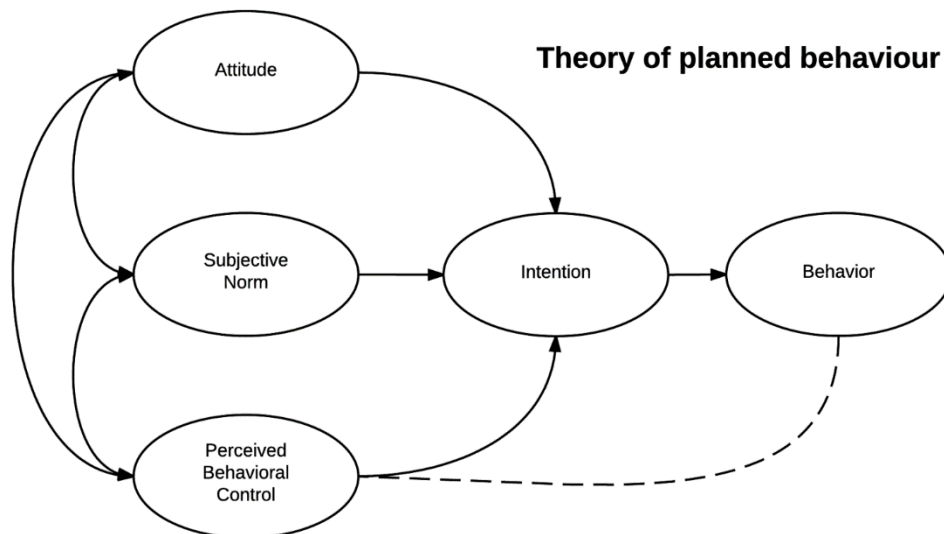 Theory of planned behaviour
Attitude
Subjective
Norm
Intention
Behavior
Perceived
Behavioral
Control